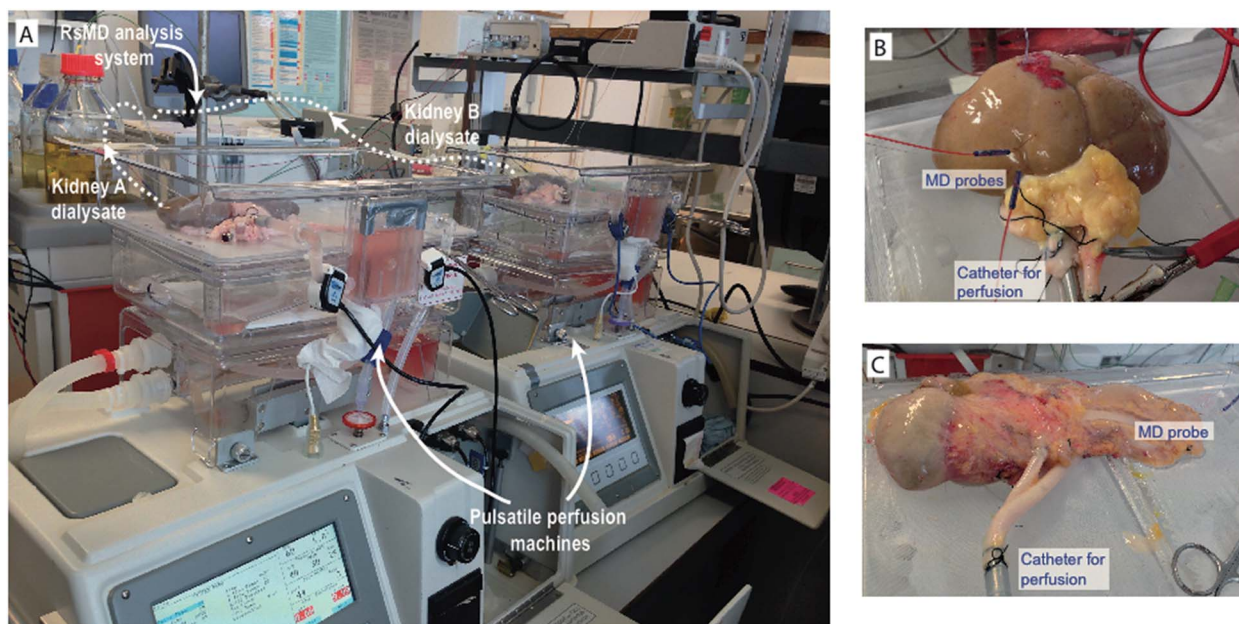 A
RsMD analysis
system
Kidney B
dialysate
Kidney A
dialysate
Pulsatile perfusion
machines
B
MD probes
Catheter for
perfusion
C
MD probe
Catheter for
perfusion